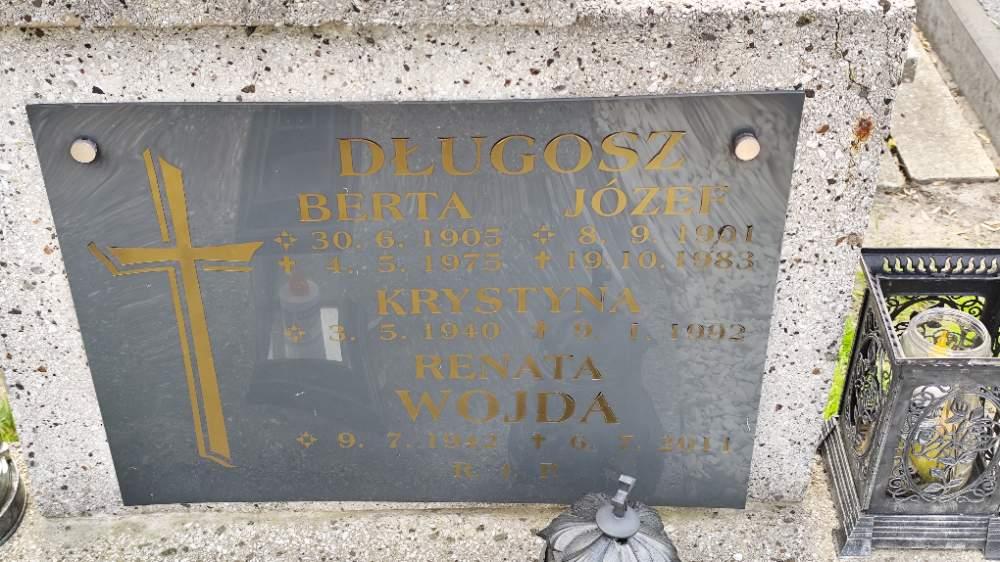 DŁUGOSZ
BERTA JÓZEF
30. 6. 1905 8. 9. 1901
4. 5. 1975 19. 10. 1983
KRYSTYNA
3. 5. 1940 9. 1. 1992
RENATA
WOJDA
9. 7. 1942 6. 7. 2011
R. I. P.